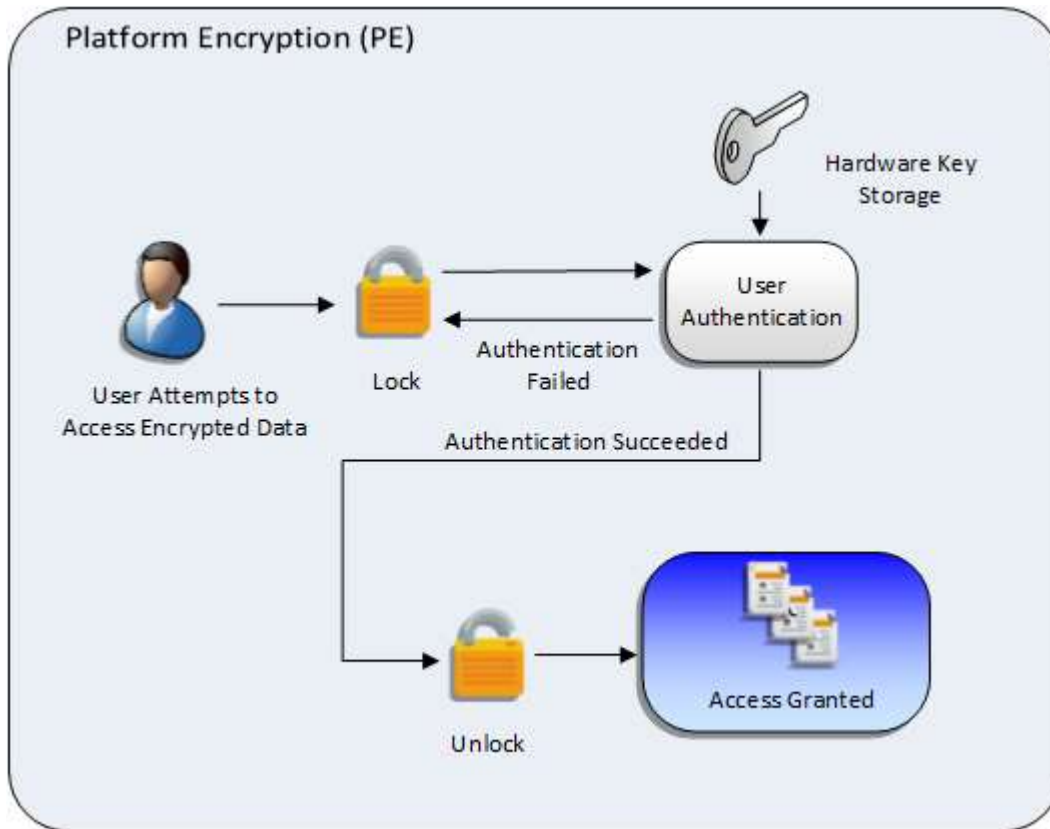 Platform Encryption (PE)
Hardware Key
Storage
User
Authentication
Authentication
Failed
Lock
User Attempts to
Access Encrypted Data
Authentication Succeeded
Access Granted
Unlock